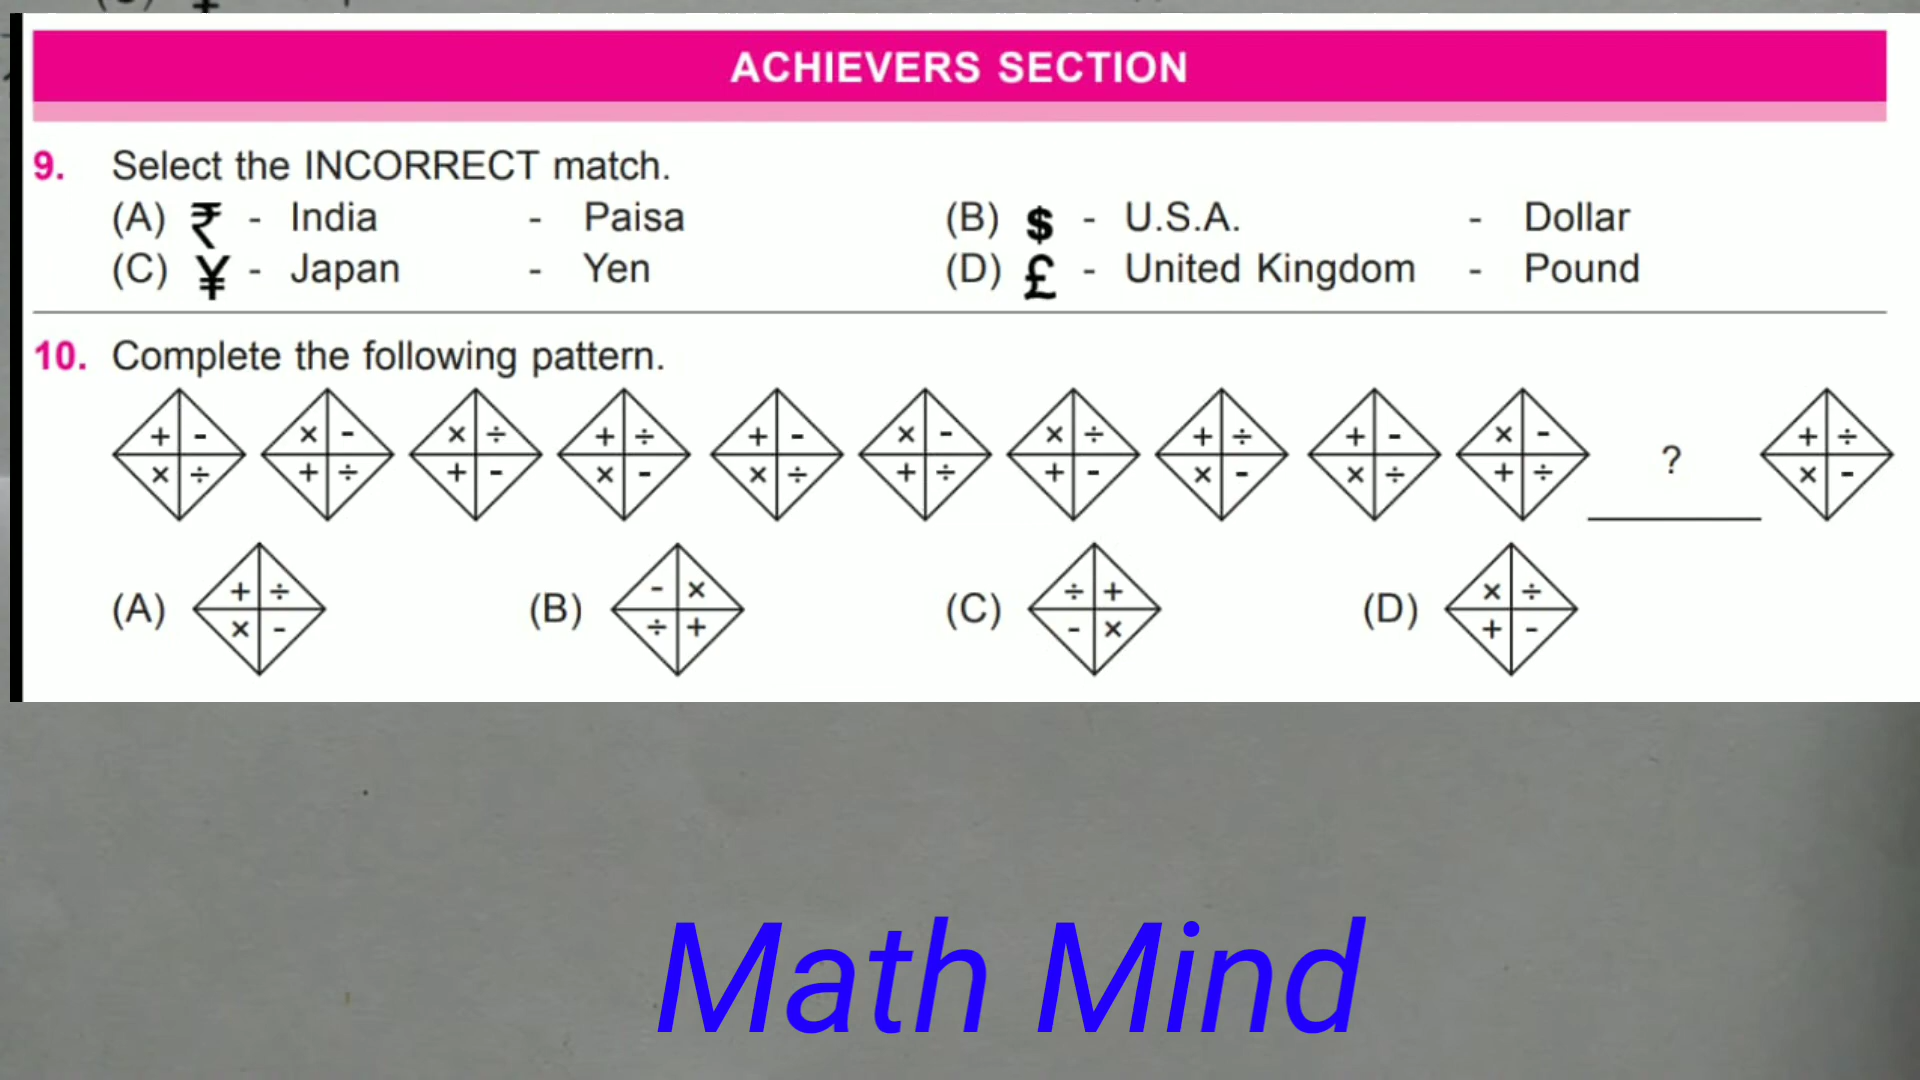 ACHIEVERS SECTION
9. Select the INCORRECT match.
(A) ₹ - India - Paisa (B) $ - U.S.A. - Dollar
(C) ¥ - Japan - Yen (D) £ - United Kingdom - Pound
10. Complete the following pattern.
+ - × - × ÷ + ÷ + - × - × ÷ + ÷ + - × - + ÷
× ÷ + ÷ + - × - × ÷ + ÷ + - × - × ÷ + ÷ ? × -
(A) + ÷ × - (B) - × ÷ + (C) ÷ + - × (D) × ÷ + -
Math Mind